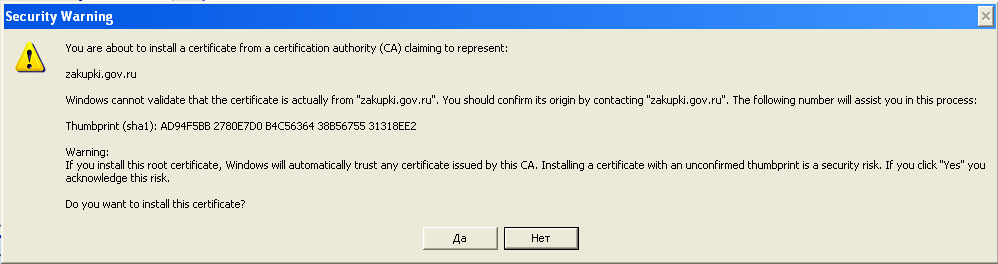 Security Warning
You are about to install a certificate from a certification authority (CA) claiming to represent:
zakupki.gov.ru
Windows cannot validate that the certificate is actually from "zakupki.gov.ru". You should confirm its origin by contacting "zakupki.gov.ru". The following number will assist you in this process:
Thumbprint (sha1): AD94F5BB 2780E7D0 B4C56364 38B56755 31318EE2
Warning:
If you install this root certificate, Windows will automatically trust any certificate issued by this CA. Installing a certificate with an unconfirmed thumbprint is a security risk. If you click "Yes" you
acknowledge this risk.
Do you want to install this certificate?
Да
Нет